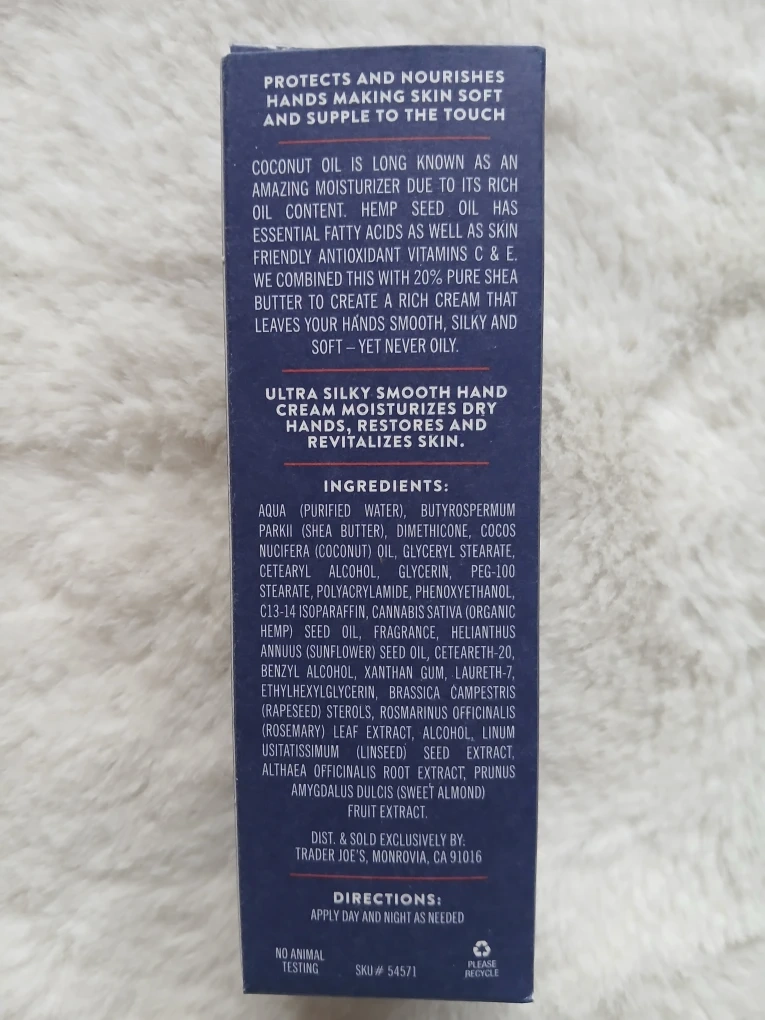 PROTECTS AND NOURISHES
HANDS MAKING SKIN SOFT
AND SUPPLE TO THE TOUCH
COCONUT OIL IS LONG KNOWN AS AN
AMAZING MOISTURIZER DUE TO ITS RICH
OIL CONTENT. HEMP SEED OIL HAS
ESSENTIAL FATTY ACIDS AS WELL AS SKIN
FRIENDLY ANTIOXIDANT VITAMINS C & E.
WE COMBINED THIS WITH 20% PURE SHEA
BUTTER TO CREATE A RICH CREAM THAT
LEAVES YOUR HANDS SMOOTH, SILKY AND
SOFT – YET NEVER OILY.
ULTRA SILKY SMOOTH HAND
CREAM MOISTURIZES DRY
HANDS, RESTORES AND
REVITALIZES SKIN.
INGREDIENTS:
AQUA (PURIFIED WATER), BUTYROSPERMUM
PARKII (SHEA BUTTER), DIMETHICONE, COCOS
NUCIFERA (COCONUT) OIL, GLYCERYL STEARATE,
CETEARYL ALCOHOL, GLYCERIN, PEG-100
STEARATE, POLYACRYLAMIDE, PHENOXYETHANOL,
C13-14 ISOPARAFFIN, CANNABIS SATIVA (ORGANIC
HEMP) SEED OIL, FRAGRANCE, HELIANTHUS
ANNUUS (SUNFLOWER) SEED OIL, CETEARETH-20,
BENZYL ALCOHOL, XANTHAN GUM, LAURETH-7,
ETHYLHEXYLGLYCERIN, BRASSICA CAMPESTRIS
(RAPESEED) STEROLS, ROSMARINUS OFFICINALIS
(ROSEMARY) LEAF EXTRACT, ALCOHOL, LINUM
USITATISSIMUM (LINSEED) SEED EXTRACT,
ALTHAEA OFFICINALIS ROOT EXTRACT, PRUNUS
AMYGDALUS DULCIS (SWEET ALMOND)
FRUIT EXTRACT.
DIST. & SOLD EXCLUSIVELY BY:
TRADER JOE'S, MONROVIA, CA 91016
DIRECTIONS:
APPLY DAY AND NIGHT AS NEEDED
NO ANIMAL
TESTING
SKU# 54571
PLEASE
RECYCLE